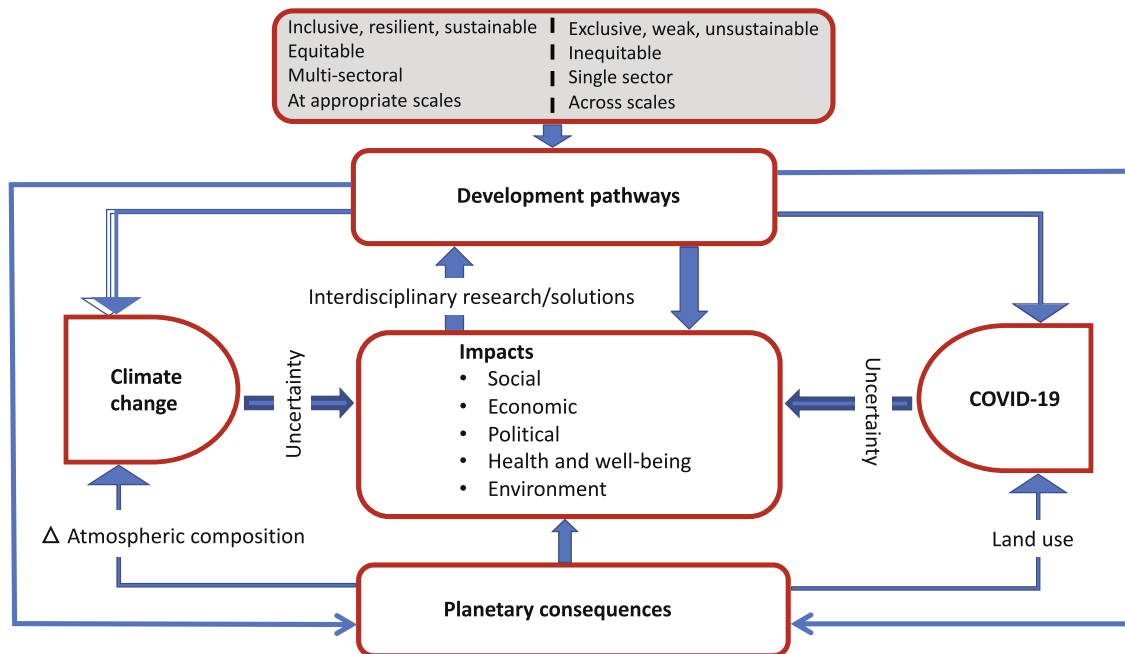 Inclusive, resilient, sustainable
Equitable
Multi-sectoral
At appropriate scales
Exclusive, weak, unsustainable
Inequitable
Single sector
Across scales
Development pathways
Interdisciplinary research/solutions
Climate
change
Uncertainty
Impacts
• Social
• Economic
• Political
• Health and well-being
• Environment
Uncertainty
COVID-19
Δ Atmospheric composition
Land use
Planetary consequences